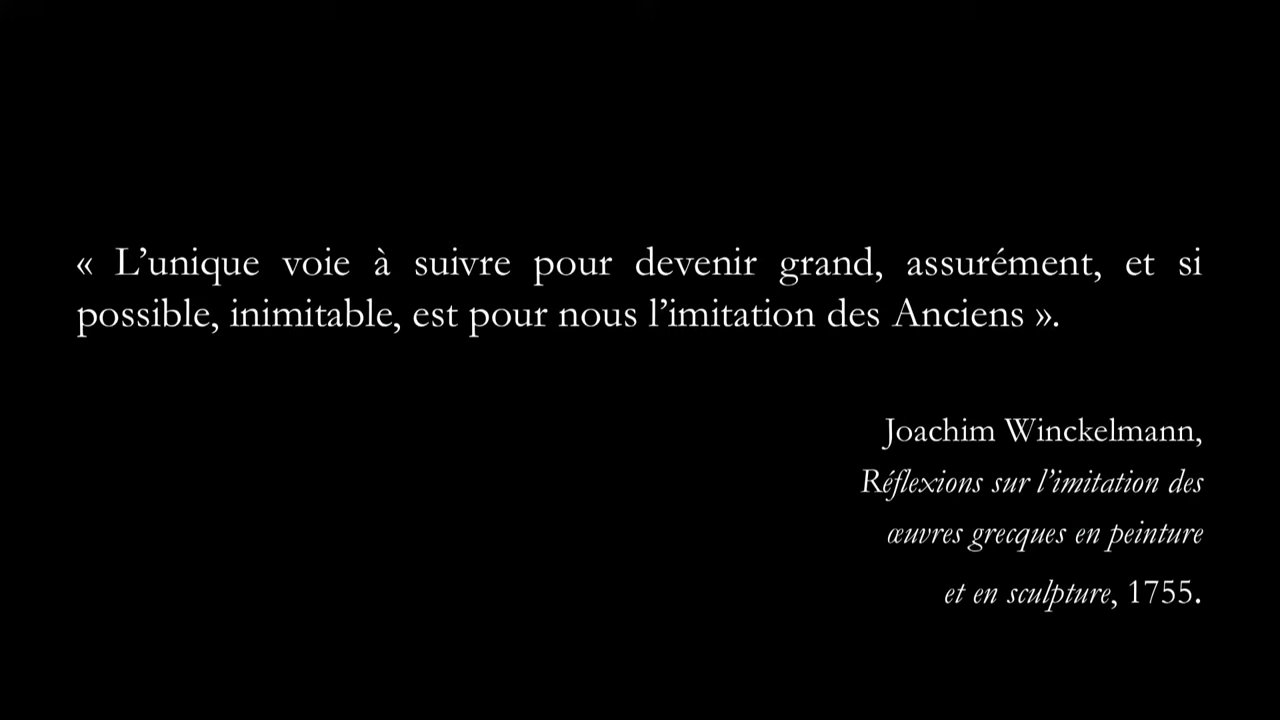 « L’unique voie à suivre pour devenir grand, assurément, et si
possible, inimitable, est pour nous l’imitation des Anciens ».
Joachim Winckelmann,
Réflexions sur l’imitation des
œuvres grecques en peinture
et en sculpture, 1755.